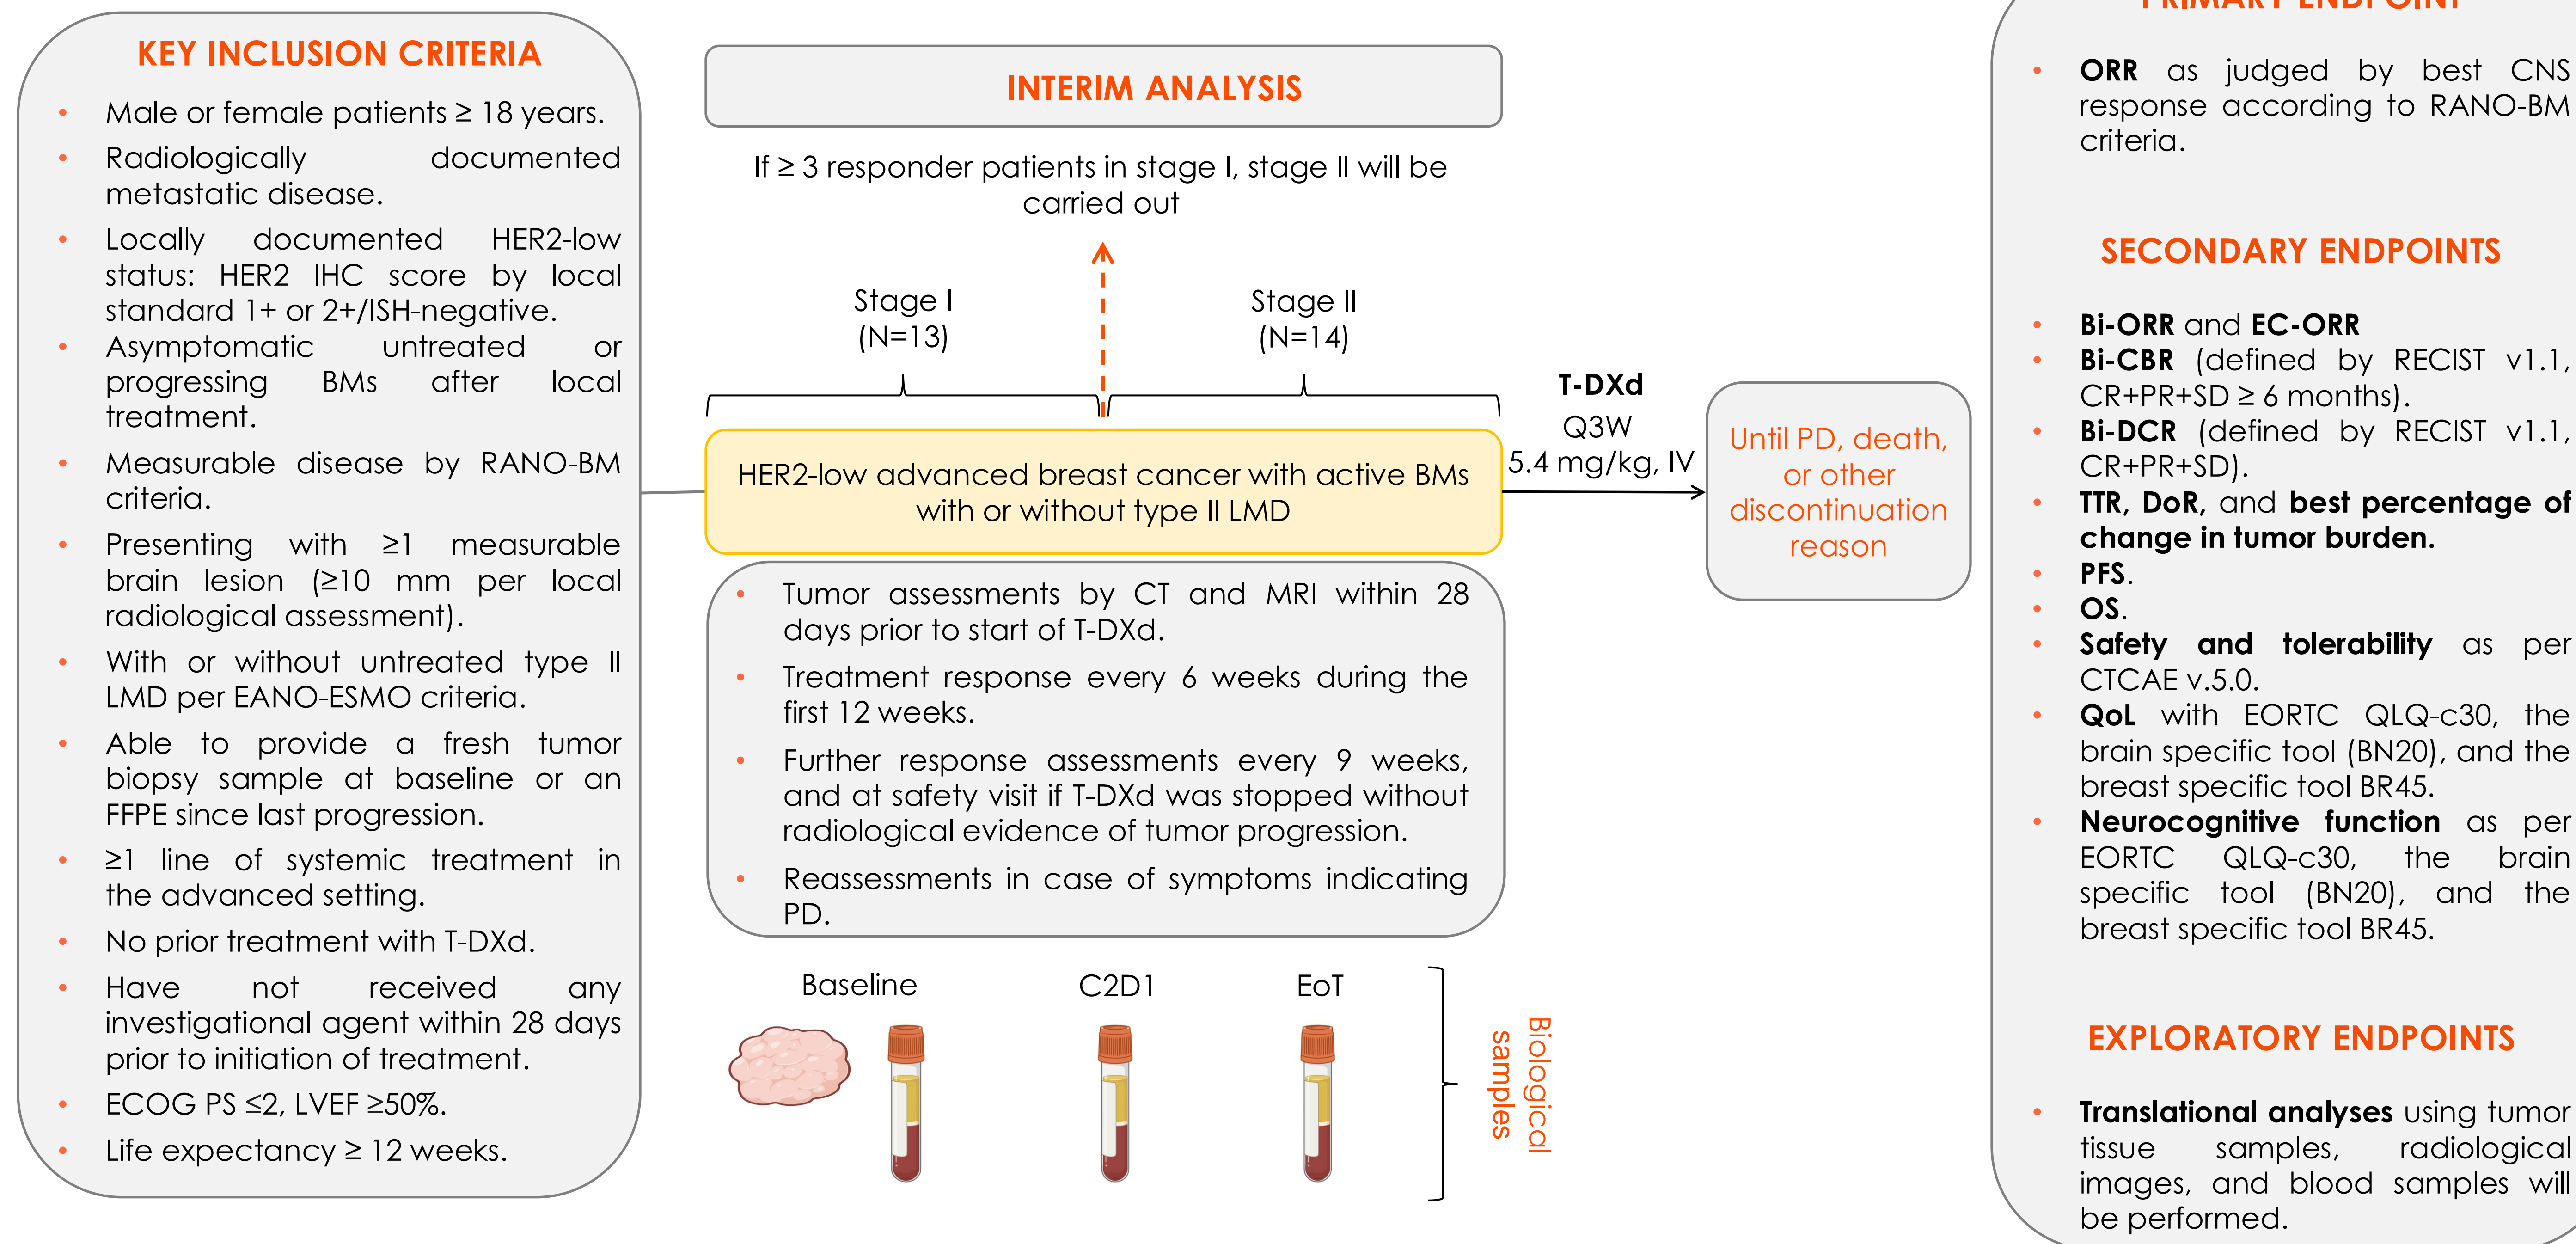 KEY INCLUSION CRITERIA
• Male or female patients ≥ 18 years.
• Radiologically documented
metastatic disease.
• Locally documented HER2-low
status: HER2 IHC score by local
standard 1+ or 2+/ISH-negative.
• Asymptomatic untreated or
progressing BMs after local
treatment.
• Measurable disease by RANO-BM
criteria.
• Presenting with ≥1 measurable
brain lesion (≥10 mm per local
radiological assessment).
• With or without untreated type II
LMD per EANO-ESMO criteria.
• Able to provide a fresh tumor
biopsy sample at baseline or an
FFPE since last progression.
• ≥1 line of systemic treatment in
the advanced setting.
• No prior treatment with T-DXd.
• Have not received any
investigational agent within 28 days
prior to initiation of treatment.
• ECOG PS ≤2, LVEF ≥50%.
• Life expectancy ≥ 12 weeks.
INTERIM ANALYSIS
If ≥ 3 responder patients in stage I, stage II will be
carried out
Stage I
(N=13)
Stage II
(N=14)
HER2-low advanced breast cancer with active BMs
with or without type II LMD
T-DXd
Q3W
5.4 mg/kg, IV
Until PD, death,
or other
discontinuation
reason
• Tumor assessments by CT and MRI within 28
days prior to start of T-DXd.
• Treatment response every 6 weeks during the
first 12 weeks.
• Further response assessments every 9 weeks,
and at safety visit if T-DXd was stopped without
radiological evidence of tumor progression.
• Reassessments in case of symptoms indicating
PD.
Baseline
C2D1
EoT
Biological
samples
PRIMARY ENDPOINT
• ORR as judged by best CNS
response according to RANO-BM
criteria.
SECONDARY ENDPOINTS
• Bi-ORR and EC-ORR
• Bi-CBR (defined by RECIST v1.1,
CR+PR+SD ≥ 6 months).
• Bi-DCR (defined by RECIST v1.1,
CR+PR+SD).
• TTR, DoR, and best percentage of
change in tumor burden.
• PFS.
• OS.
• Safety and tolerability as per
CTCAE v.5.0.
• QoL with EORTC QLQ-c30, the
brain specific tool (BN20), and the
breast specific tool BR45.
• Neurocognitive function as per
EORTC QLQ-c30, the brain
specific tool (BN20), and the
breast specific tool BR45.
EXPLORATORY ENDPOINTS
• Translational analyses using tumor
tissue samples, radiological
images, and blood samples will
be performed.